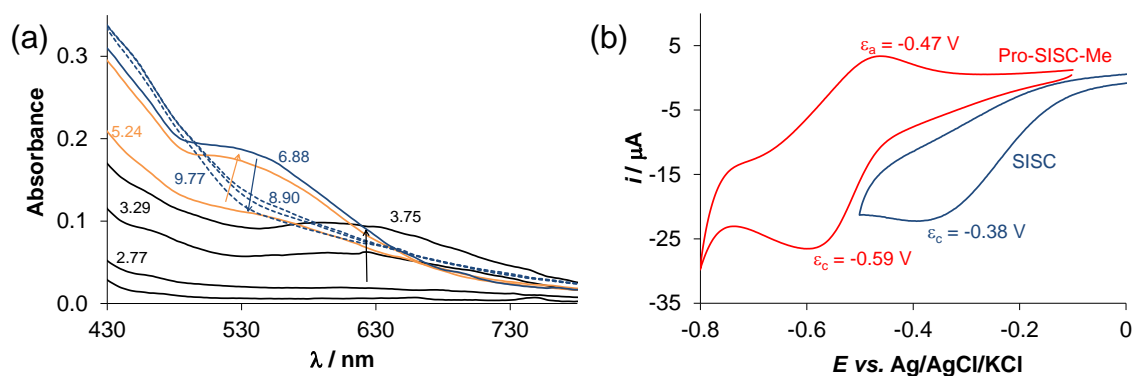 (a)
0.3
0.2
0.1
0.0
Absorbance
5.24
9.77
6.88
8.90
3.29
3.75
2.77
430
530
630
730
λ / nm
(b)
εa = -0.47 V
Pro-SISC-Me
SISC
εc = -0.38 V
εc = -0.59 V
5
-5
-15
-25
-35
i / μA
-0.8
-0.6
-0.4
-0.2
0
E vs. Ag/AgCl/KCl